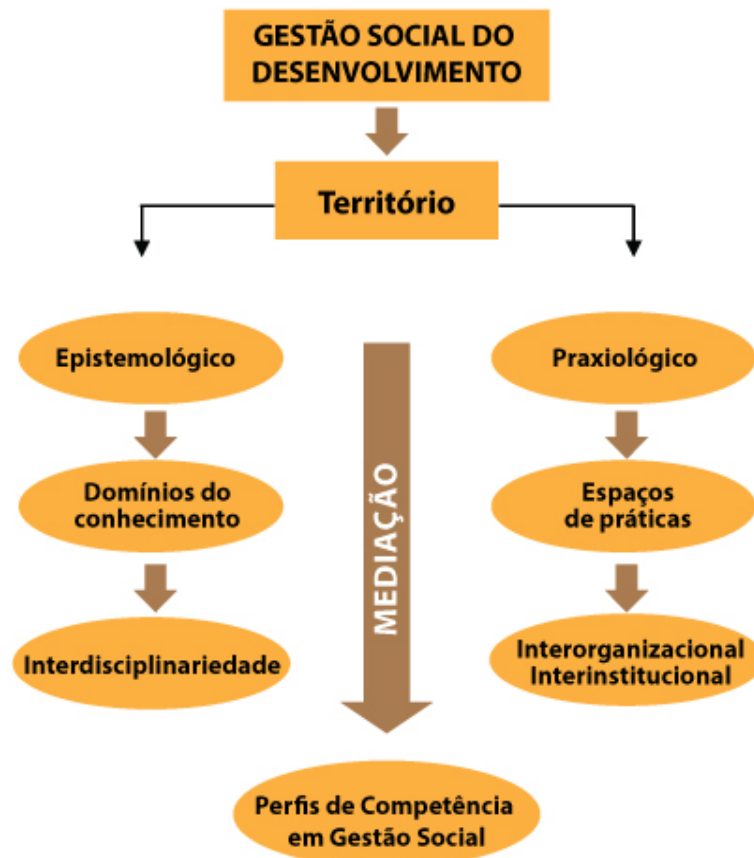 GESTÃO SOCIAL DO
DESENVOLVIMENTO
Território
Epistemológico
Praxiológico
Domínios do
conhecimento
Espaços
de práticas
MEDIAÇÃO
Interdisciplinariedade
Interorganizacional
Interinstitucional
Perfis de Competência
em Gestão Social